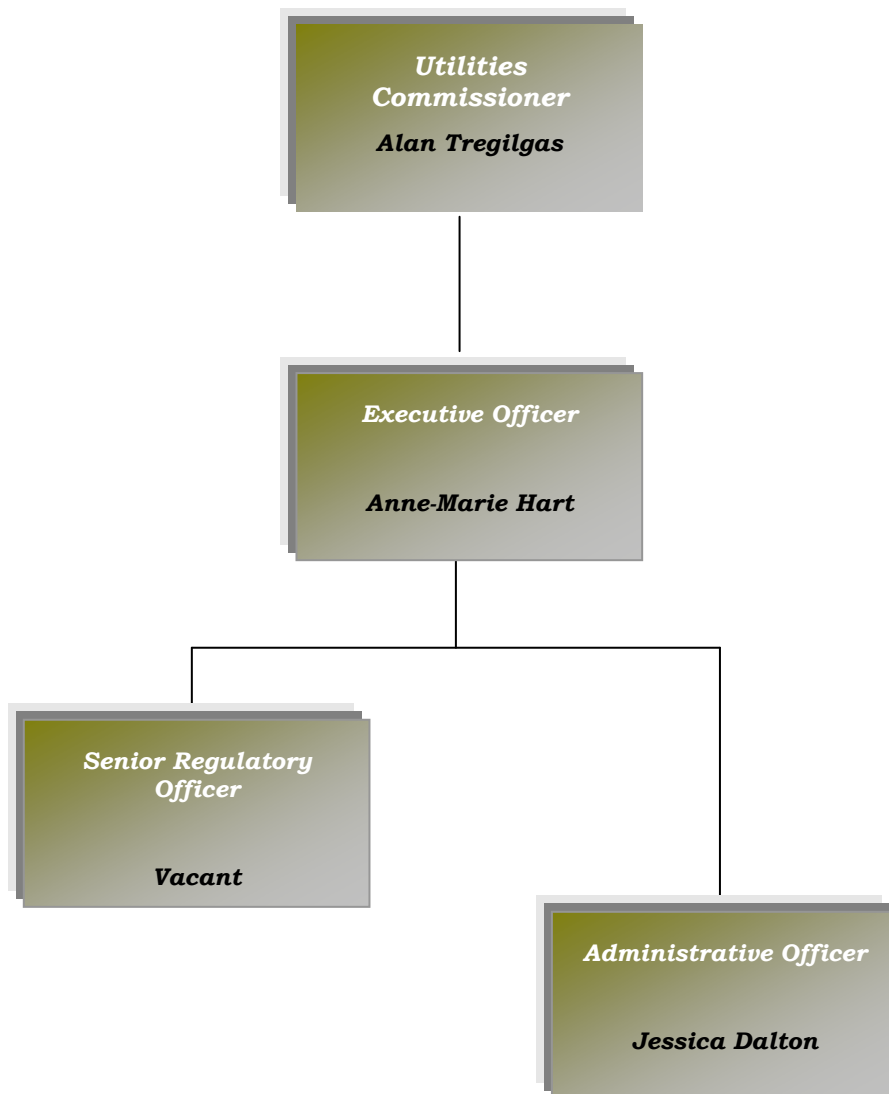 Utilities
Commissioner
Alan Tregilgas
Executive Officer
Anne-Marie Hart
Senior Regulatory
Officer
Vacant
Administrative Officer
Jessica Dalton